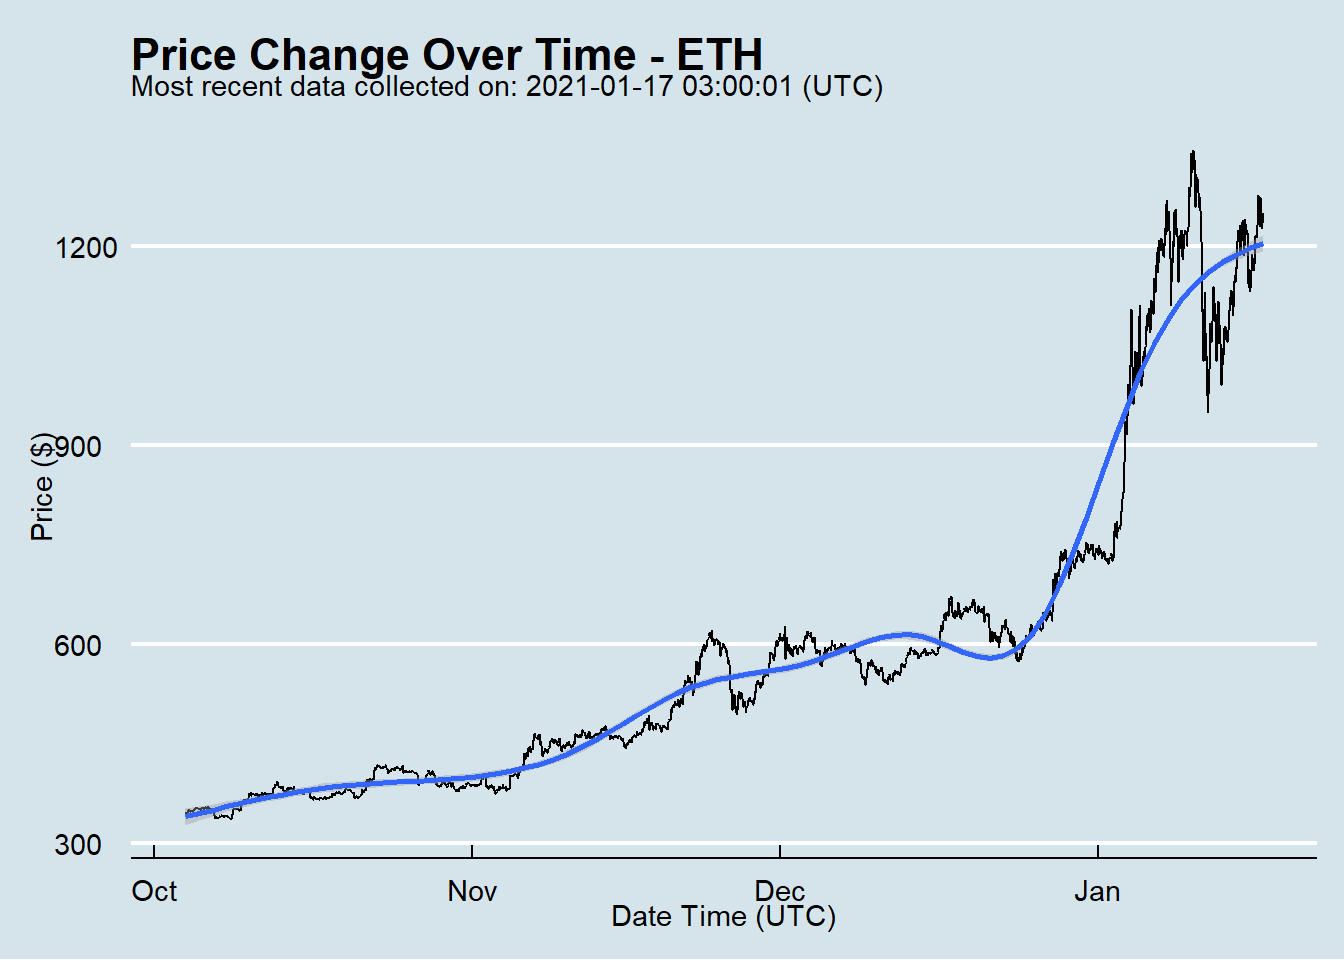 Price Change Over Time - ETH
Most recent data collected on: 2021-01-17 03:00:01 (UTC)
Price ($)
1200
900
600
300
Oct Nov Dec Jan
Date Time (UTC)